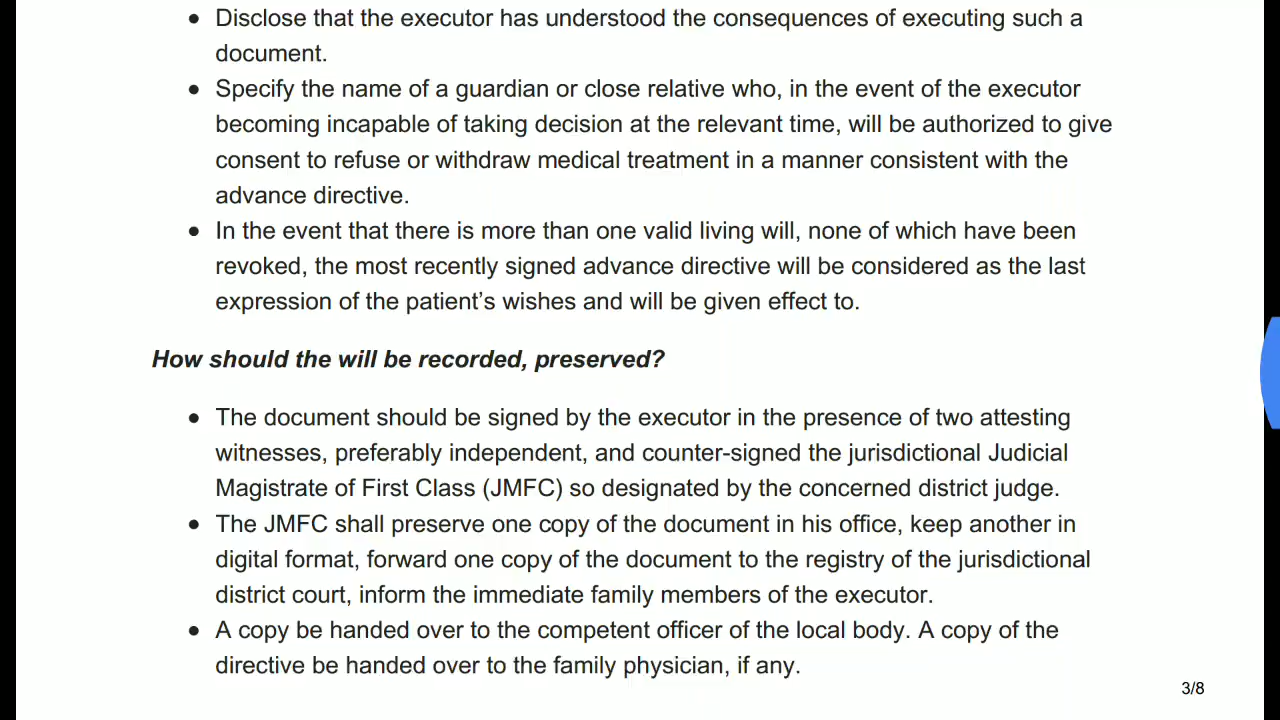 • Disclose that the executor has understood the consequences of executing such a
document.
• Specify the name of a guardian or close relative who, in the event of the executor
becoming incapable of taking decision at the relevant time, will be authorized to give
consent to refuse or withdraw medical treatment in a manner consistent with the
advance directive.
• In the event that there is more than one valid living will, none of which have been
revoked, the most recently signed advance directive will be considered as the last
expression of the patient’s wishes and will be given effect to.
How should the will be recorded, preserved?
• The document should be signed by the executor in the presence of two attesting
witnesses, preferably independent, and counter-signed the jurisdictional Judicial
Magistrate of First Class (JMFC) so designated by the concerned district judge.
• The JMFC shall preserve one copy of the document in his office, keep another in
digital format, forward one copy of the document to the registry of the jurisdictional
district court, inform the immediate family members of the executor.
• A copy be handed over to the competent officer of the local body. A copy of the
directive be handed over to the family physician, if any.
3/8